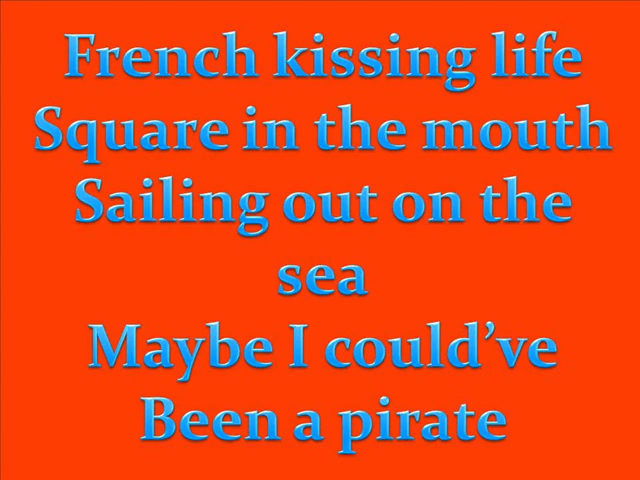 French kissing life
Square in the mouth
Sailing out on the
sea
Maybe I could’ve
Been a pirate